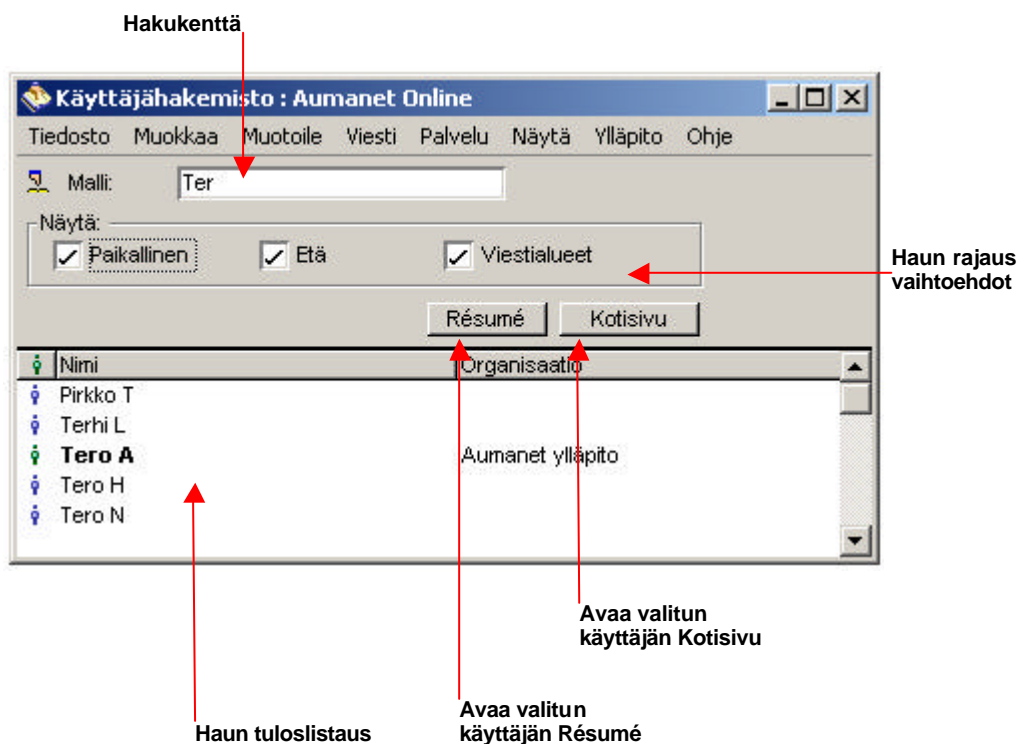 Hakukenttä
Käyttäjähakemisto : Aumanet Online
Tiedosto Muokkaa Muotoile Viesti Palvelu Näytä Ylläpito Ohje
Malli: Ter
Näytä:
Paikallinen Etä Viestialueet
Haun rajaus
vaihtoehdot
Résumé Kotisivu
Nimi Organisaatio
Pirkko T
Terhi L
Tero A Aumanet ylläpito
Tero H
Tero N
Avaa valitun
käyttäjän Kotisivu
Avaa valitun
käyttäjän Résumé
Haun tuloslistaus